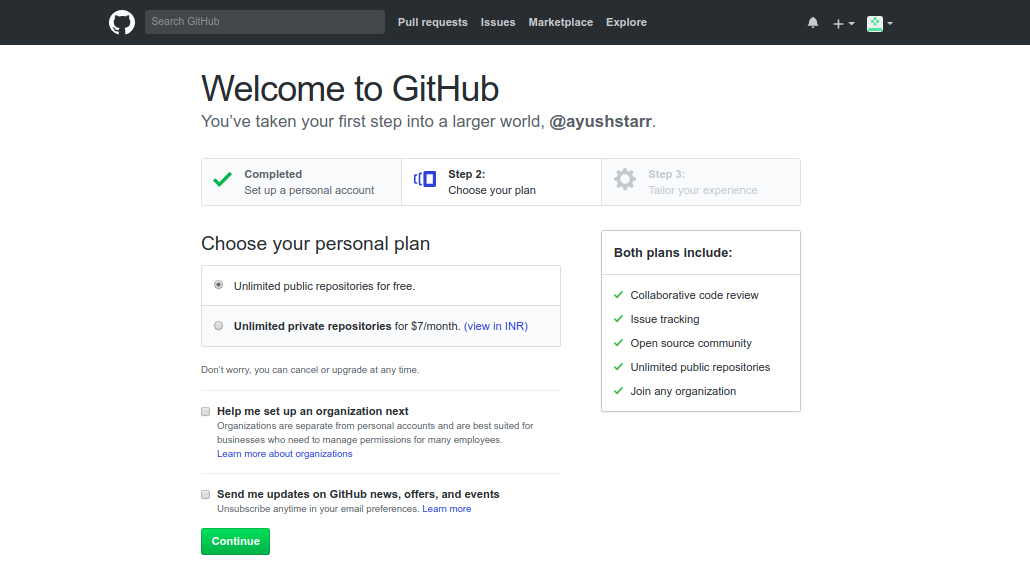 Search GitHub
Pull requests
Issues
Marketplace
Explore
Welcome to GitHub
You’ve taken your first step into a larger world, @ayushstarr.
Completed
Set up a personal account
Step 2:
Choose your plan
Step 3:
Tailor your experience
Choose your personal plan
Unlimited public repositories for free.
Unlimited private repositories for $7/month. (view in INR)
Don’t worry, you can cancel or upgrade at any time.
Help me set up an organization next
Organizations are separate from personal accounts and are best suited for
businesses who need to manage permissions for many employees.
Learn more about organizations
Send me updates on GitHub news, offers, and events
Unsubscribe anytime in your email preferences. Learn more
Continue
Both plans include:
Collaborative code review
Issue tracking
Open source community
Unlimited public repositories
Join any organization